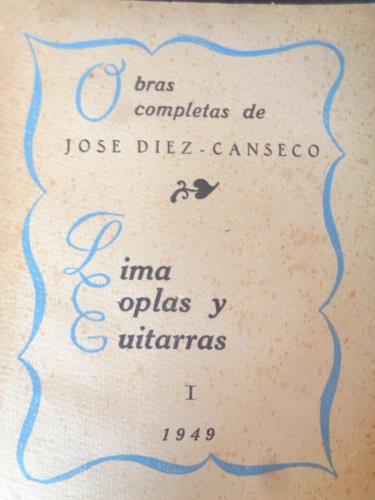 Obras
completas de
JOSE DIEZ-CANSECO
Lima
Coplas y
Guitarras
I
1949